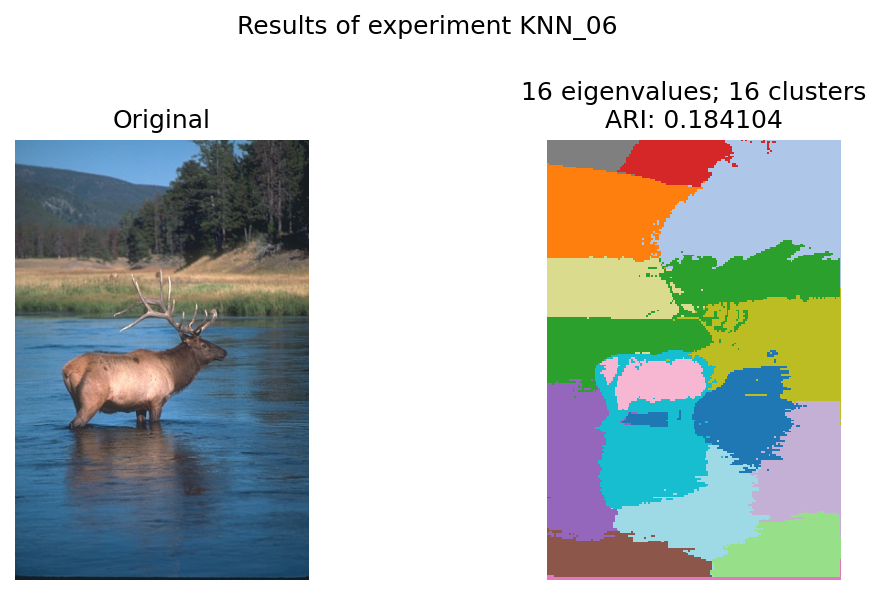 Results of experiment KNN_06
Original
16 eigenvalues; 16 clusters
ARI: 0.184104